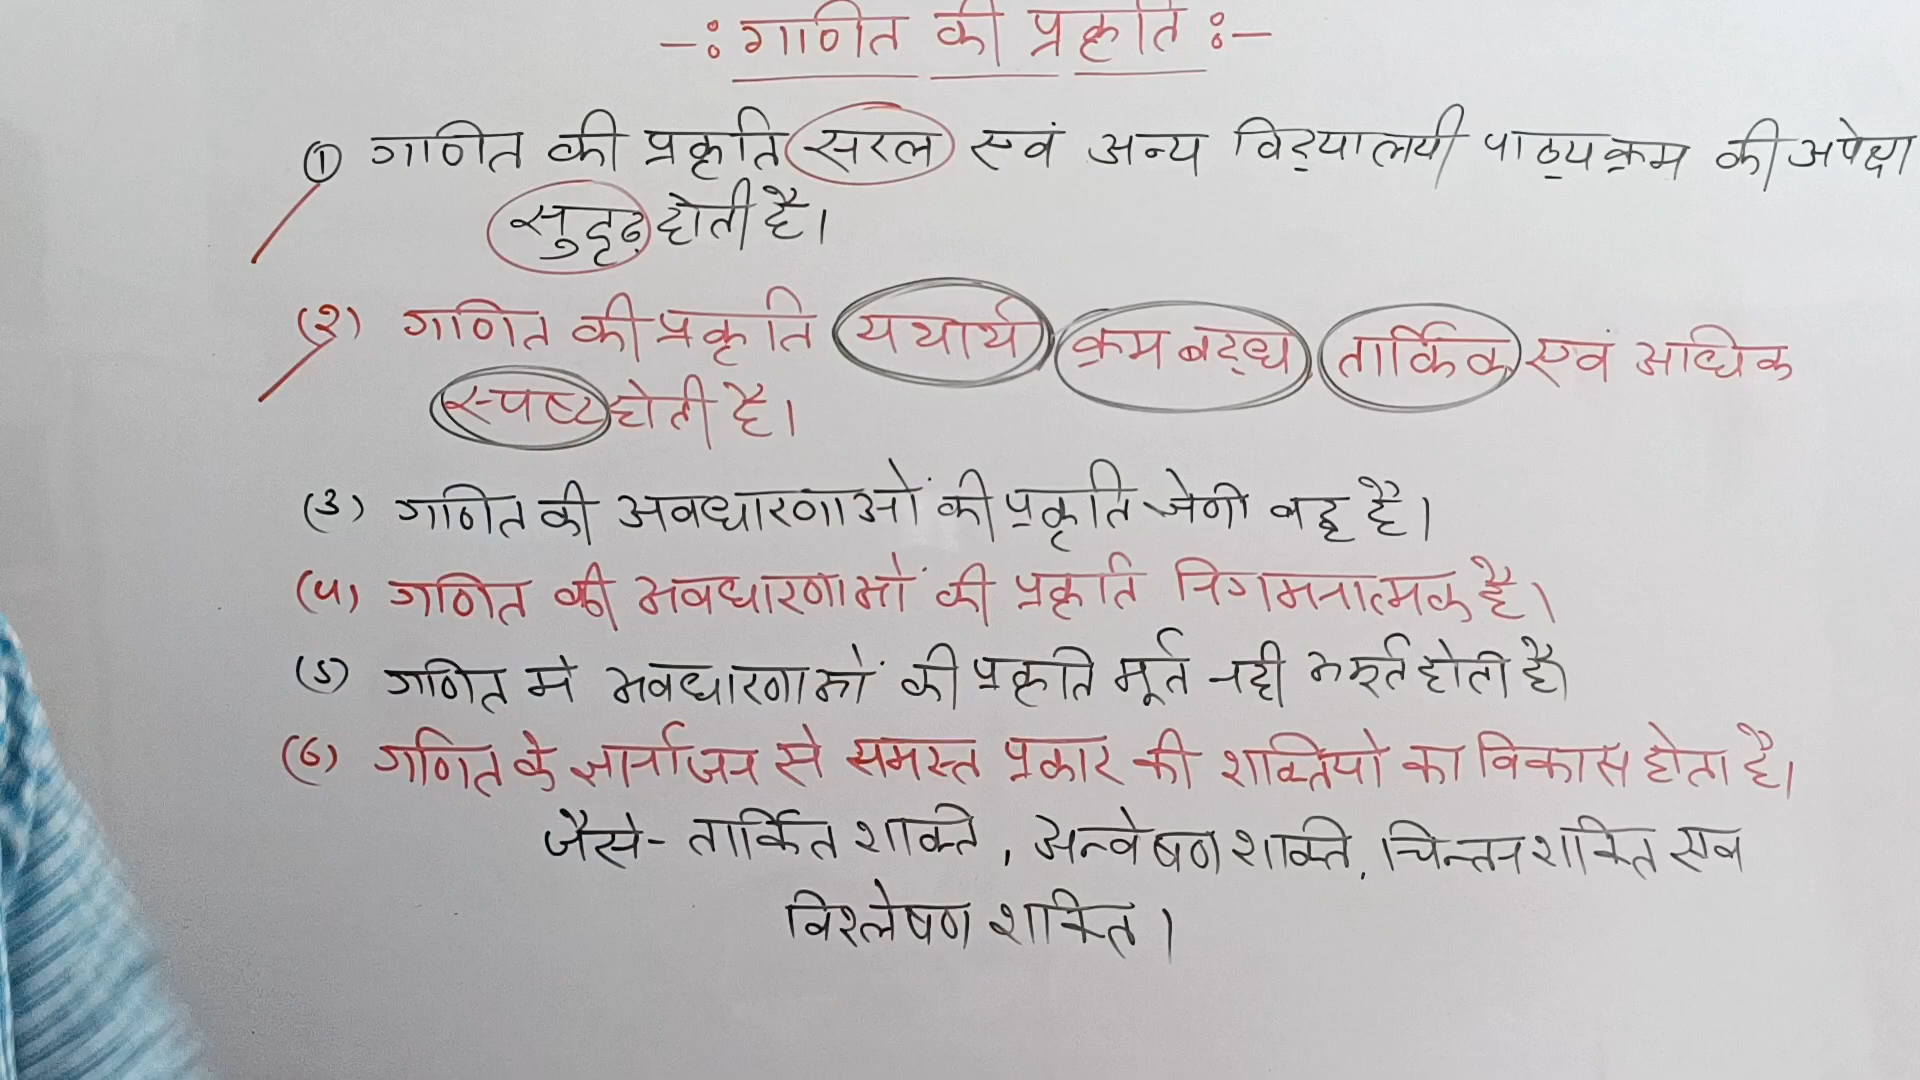 -: गणित की प्रकृति :-
① गणित की प्रकृति सरल एवं अन्य विद्यालयी पाठ्यक्रम की अपेक्षा
सुदृढ़ होती है।
(२) गणित की प्रकृति यथार्थ क्रमबद्ध तार्किक एवं अधिक
स्पष्ट होती है।
(3) गणित की अवधारणाओं की प्रकृति श्रेणी बद्ध है।
(4) गणित की अवधारणाओं की प्रकृति निगमनात्मक है।
(5) गणित मे अवधारणाओं की प्रकृति मूर्त नही अमूर्त होती है
(6) गणित के ज्ञार्नाजन से समस्त प्रकार की शक्तियो का विकास होता है।
जैसे- तार्कित शक्ति, अन्वेषण शक्ति, चिन्तन शक्ति एव
विश्लेषण शक्ति।